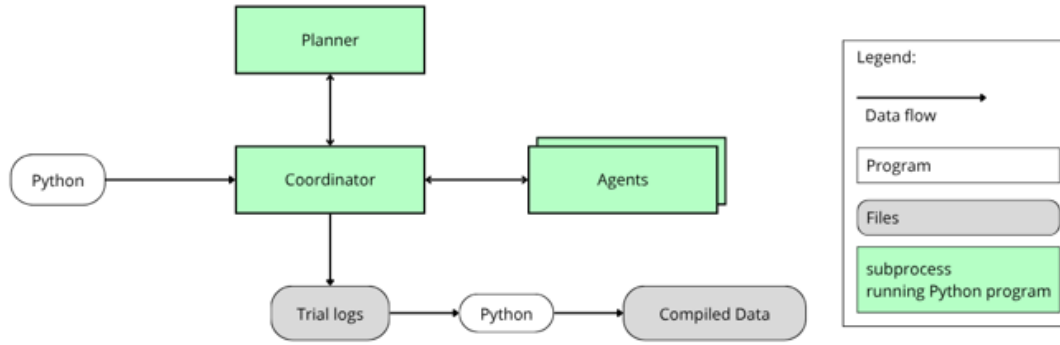 Planner
Python
Coordinator
Agents
Trial logs
Python
Compiled Data
Legend:
Data flow
Program
Files
subprocess
running Python program